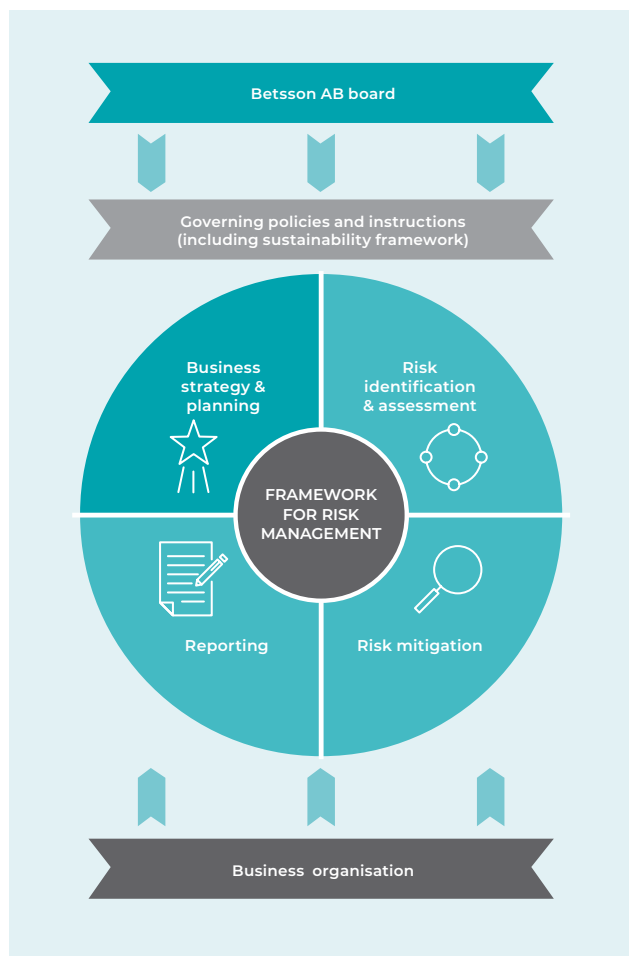 Betsson AB board
Governing policies and instructions
(including sustainability framework)
Business
strategy &
planning
Risk
identification
& assessment
FRAMEWORK
FOR RISK
MANAGEMENT
Reporting
Risk mitigation
Business organisation